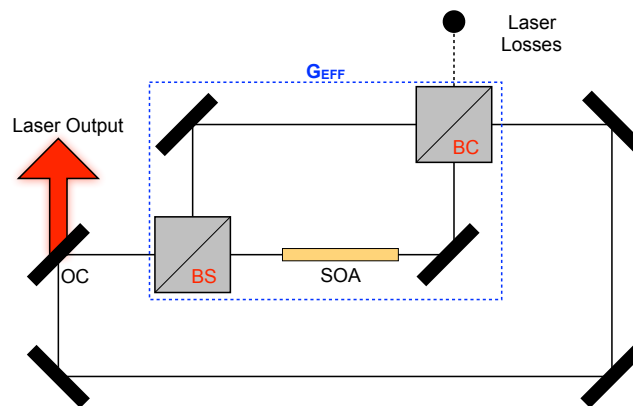 Laser
Losses
GEFF
Laser Output
BC
OC
BS
SOA